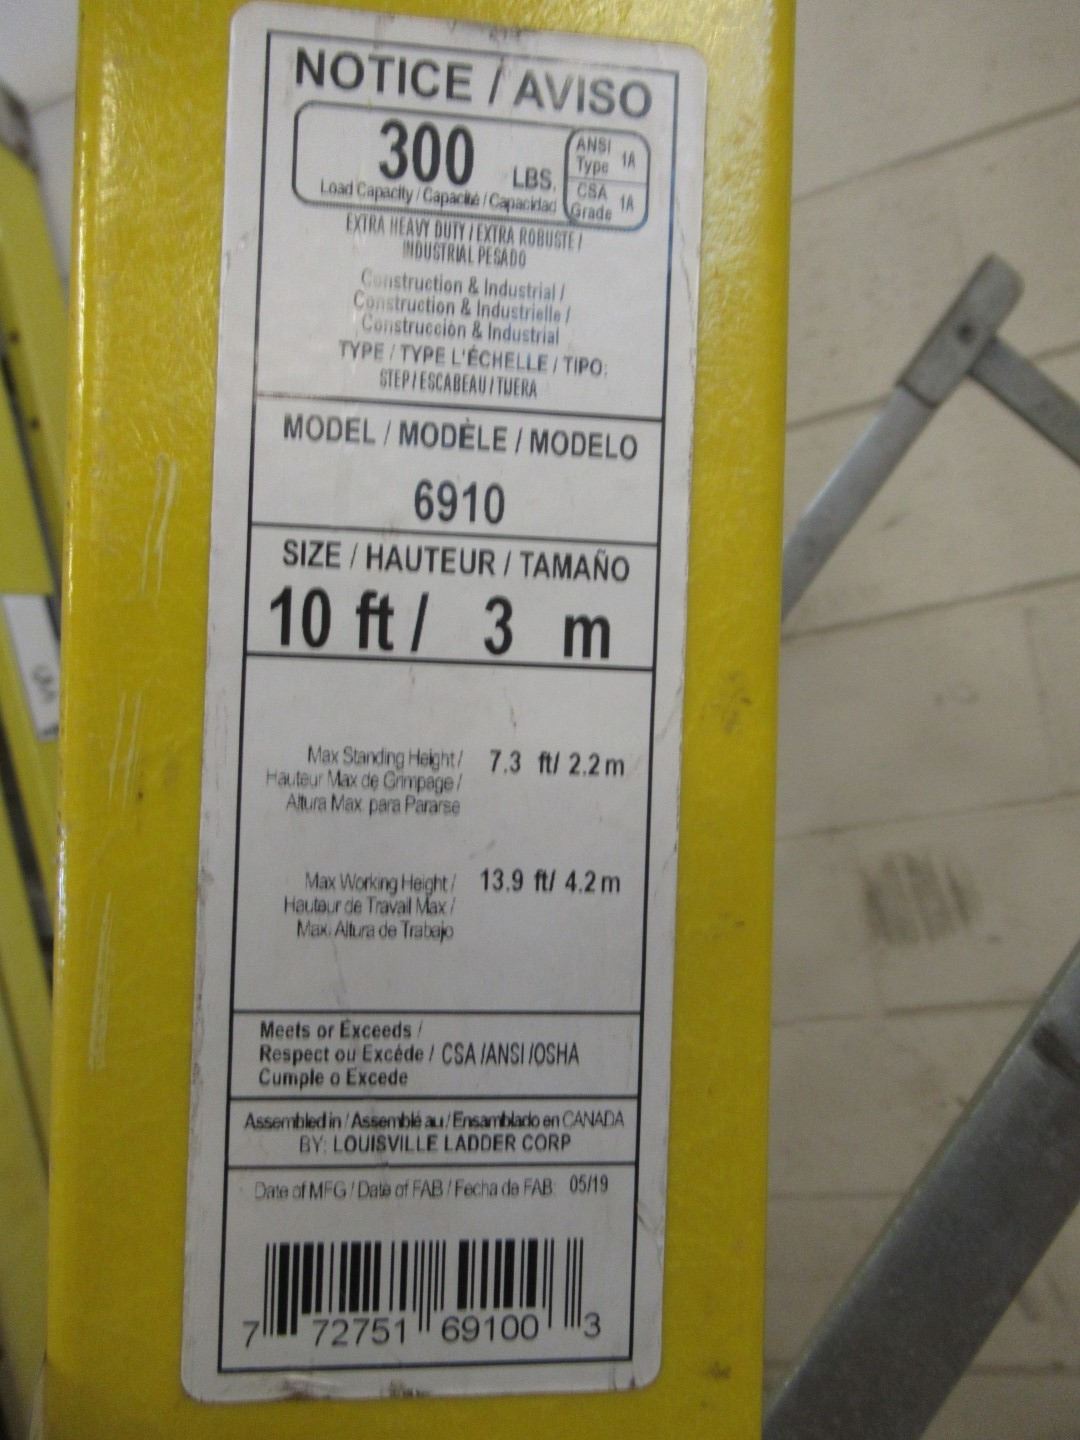 NOTICE / AVISO
300 LBS.
Load Capacity / Capacité / Capacidad
ANSI Type 1A
CSA Grade 1A
EXTRA HEAVY DUTY / EXTRA ROBUSTE /
INDUSTRIAL PESADO
Construction & Industrial /
Construction & Industrielle /
Construcción & Industrial
TYPE / TYPE L'ÉCHELLE / TIPO:
STEP / ESCABEAU / TIJERA
MODEL / MODÈLE / MODELO
6910
SIZE / HAUTEUR / TAMAÑO
10 ft / 3 m
Max Standing Height / 7.3 ft/ 2.2 m
Hauteur Max de Grimpage /
Altura Max para Pararse
Max Working Height / 13.9 ft/ 4.2 m
Hauteur de Travail Max /
Max. Altura de Trabajo
Meets or Exceeds /
Respect ou Excéde / CSA /ANSI /OSHA
Cumple o Excede
Assembled in / Assemblé au / Ensamblado en CANADA
BY: LOUISVILLE LADDER CORP
Date of MFG / Date of FAB / Fecha de FAB: 05/19
7 72751 69100 3